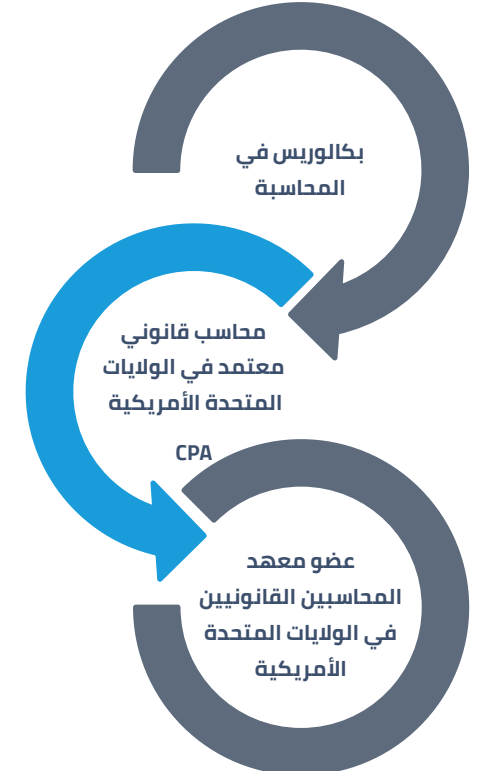 بكالوريس في
المحاسبة
محاسب قانوني
معتمد في الولايات
المتحدة الأمريكية
CPA
عضو معهد
المحاسبين القانونيين
في الولايات المتحدة
الأمريكية